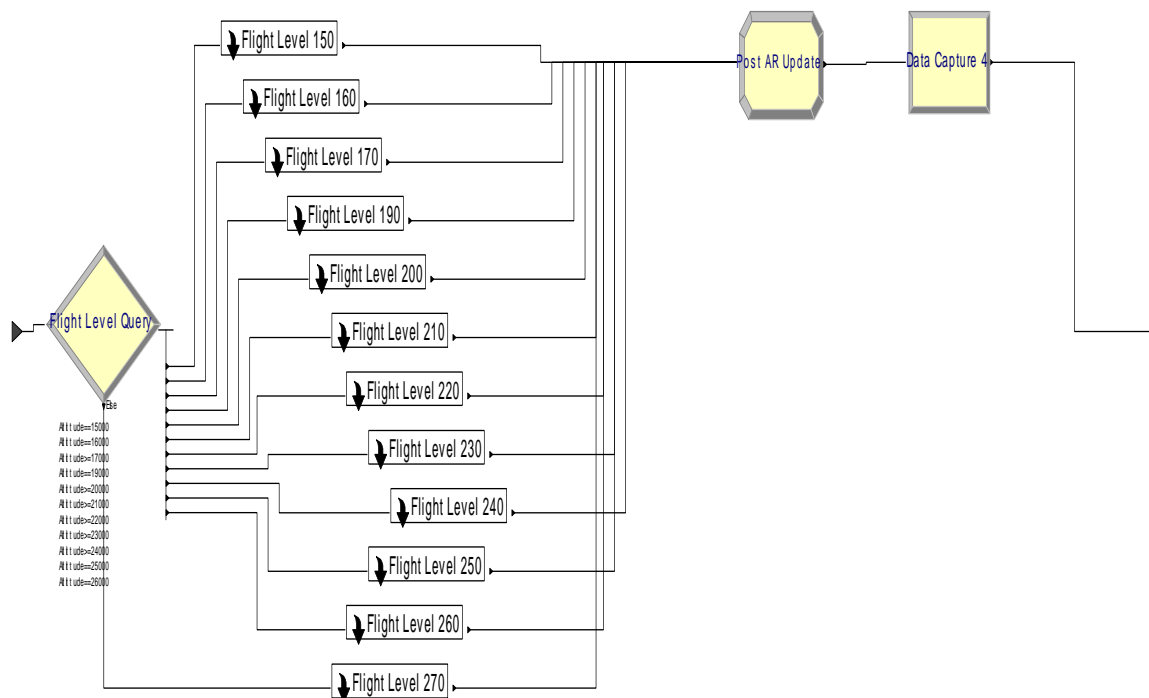 Flight Level 150
Post AR Update
Data Capture 4
Flight Level 160
Flight Level 170
Flight Level 190
Flight Level 200
Flight Level Query
Flight Level 210
Flight Level 220
Else
Altitude==15000
Altitude==16000
Altitude>=17000
Altitude==19000
Altitude>=20000
Altitude>=21000
Altitude>=22000
Altitude>=23000
Altitude>=24000
Altitude==25000
Altitude==26000
Flight Level 230
Flight Level 240
Flight Level 250
Flight Level 260
Flight Level 270